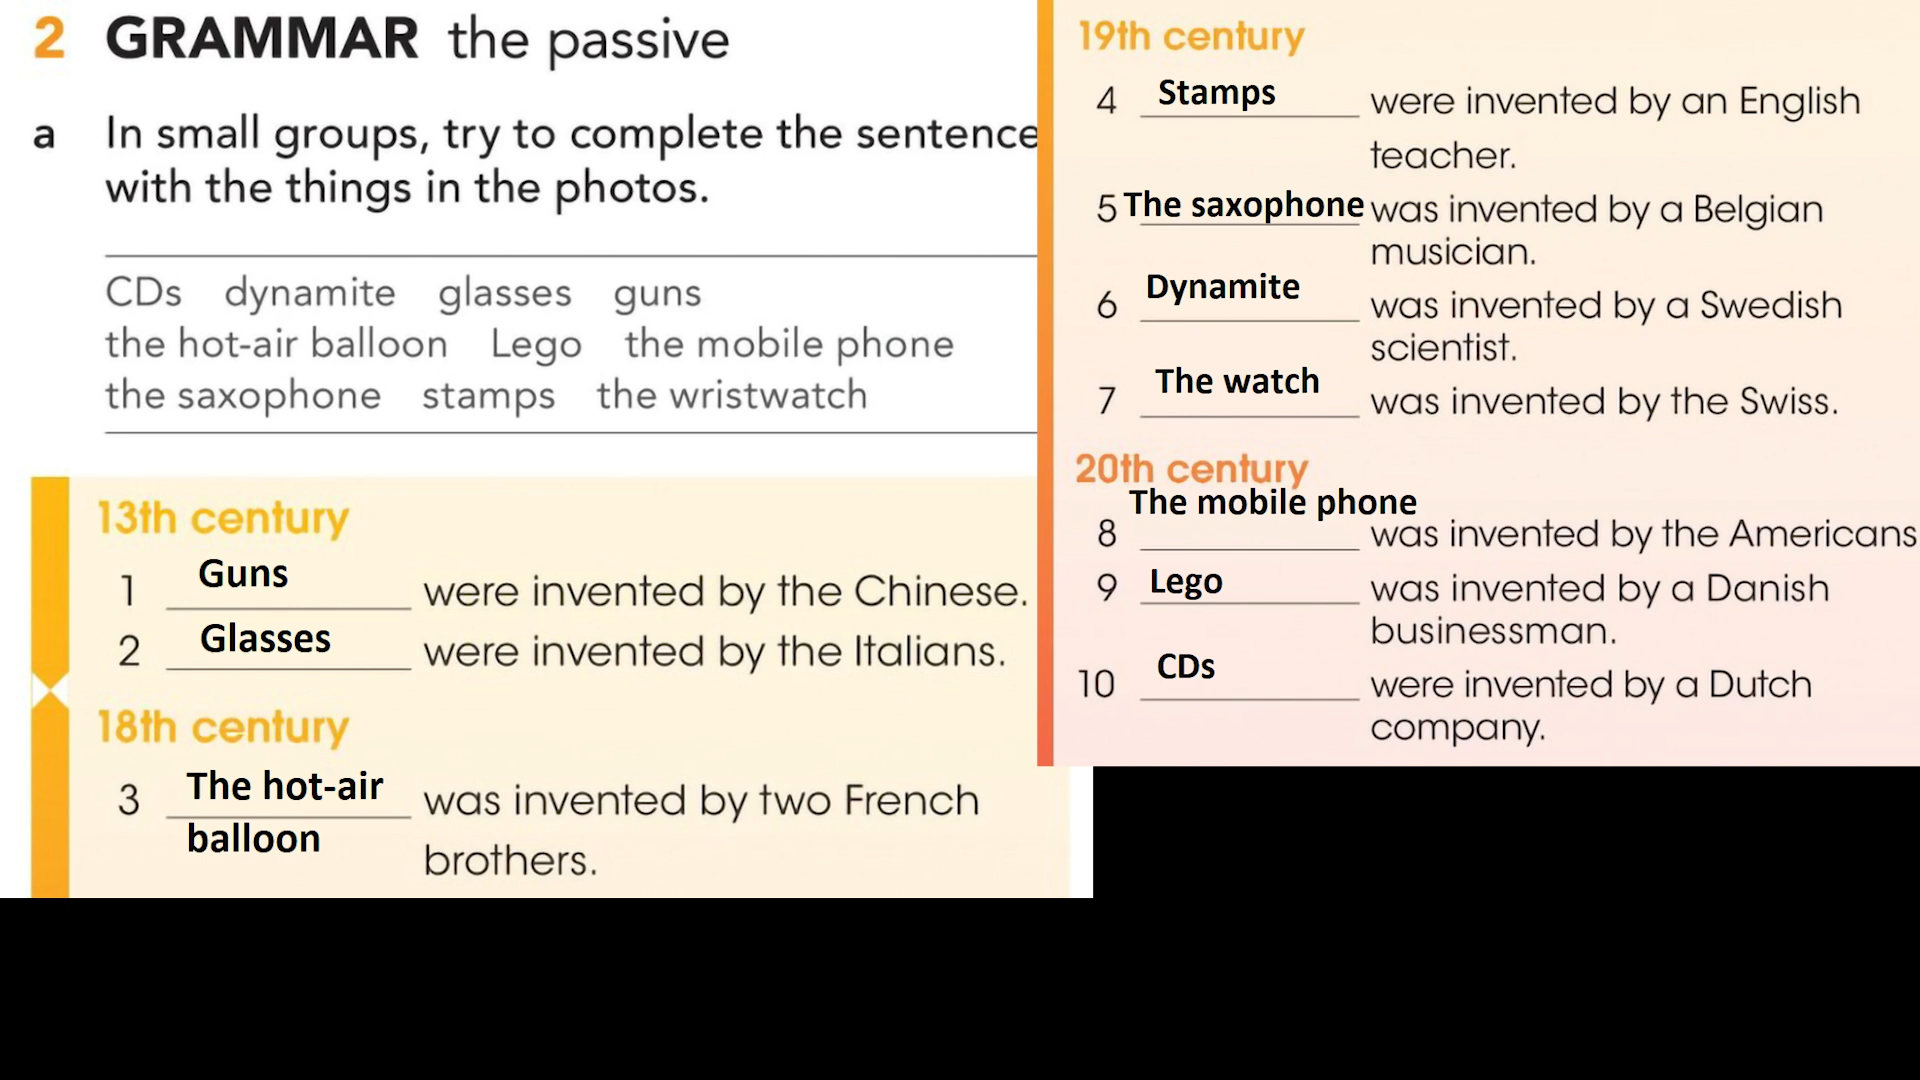 2 GRAMMAR the passive
a In small groups, try to complete the sentence
with the things in the photos.
CDs dynamite glasses guns
the hot-air balloon Lego the mobile phone
the saxophone stamps the wristwatch
13th century
1 Guns were invented by the Chinese.
2 Glasses were invented by the Italians.
18th century
3 The hot-air was invented by two French
balloon
brothers.
19th century
4 Stamps were invented by an English
teacher.
5 The saxophone was invented by a Belgian
musician.
6 Dynamite was invented by a Swedish
scientist.
7 The watch was invented by the Swiss.
20th century
The mobile phone
8 was invented by the Americans
9 Lego was invented by a Danish
businessman.
10 CDs were invented by a Dutch
company.